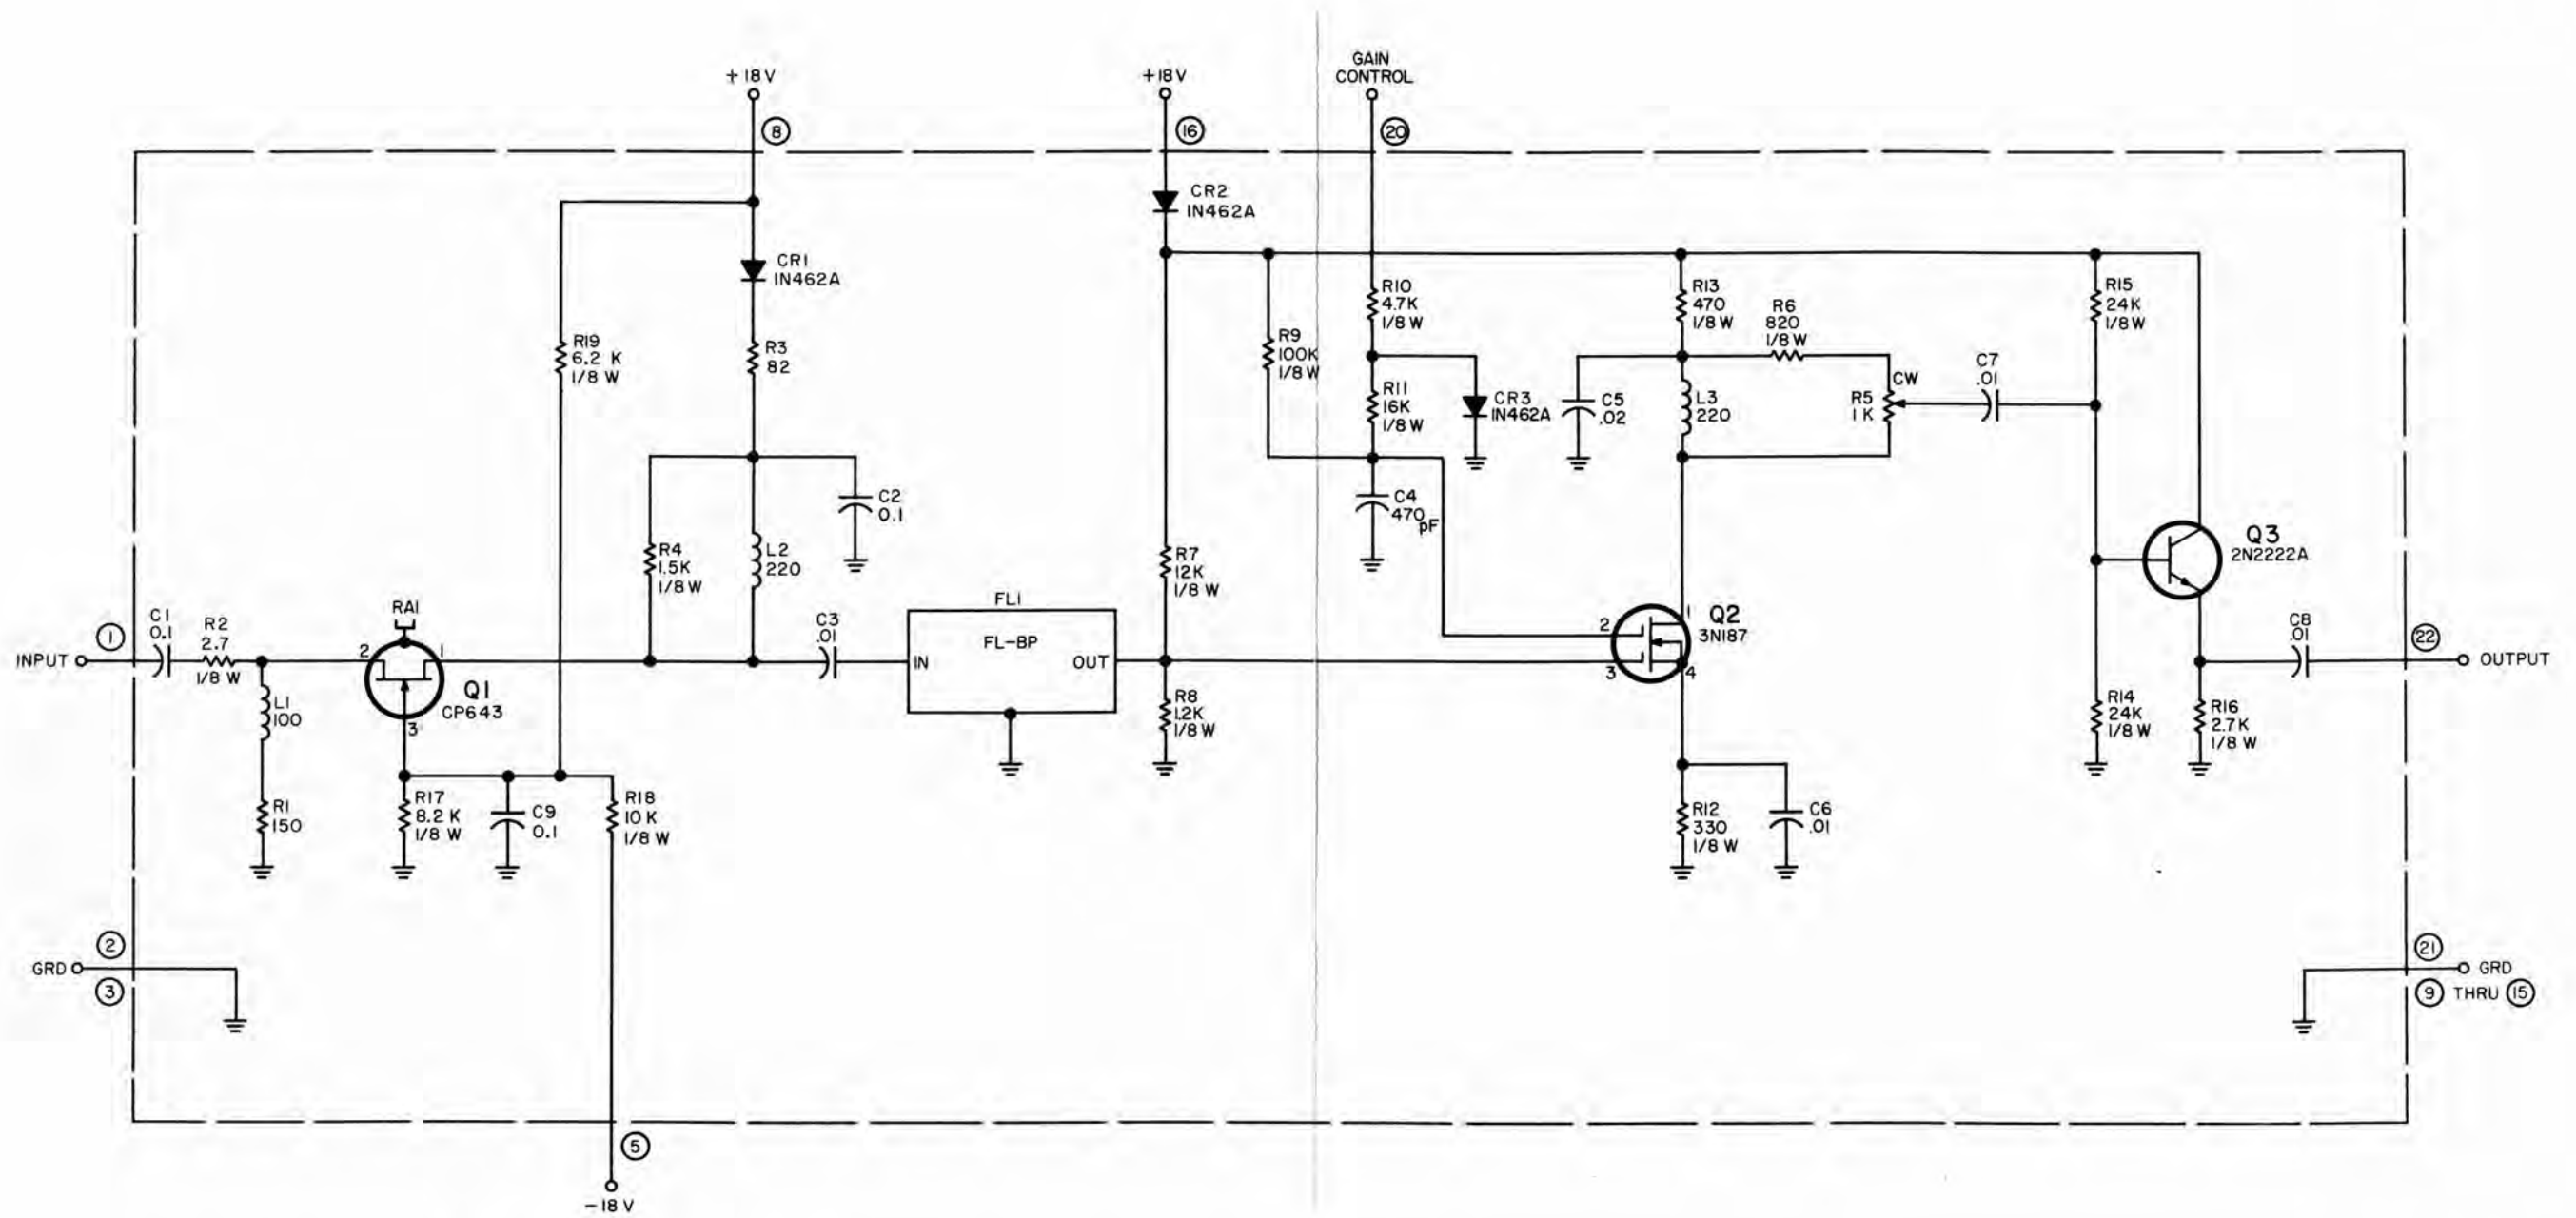 +18V
+18V
GAIN
CONTROL
8
16
20
CR2
IN462A
CR1
IN462A
R10
4.7K
1/8 W
R13
470
1/8 W
R6
820
1/8 W
R15
24K
1/8W
R19
6.2 K
1/8 W
R3
82
R9
100K
1/8 W
R11
16K
1/8 W
CR3
IN462A
C5
.02
L3
220
CW
R5
1 K
C7
.01
C2
0.1
C4
470
pF
R4
1.5K
1/8 W
L2
220
R7
12K
1/8 W
Q3
2N2222A
INPUT
1
C1
0.1
R2
2.7
1/8 W
RA1
2
1
3
Q1
CP643
L1
100
C3
.01
FL1
FL-BP
IN
OUT
R8
1.2K
1/8 W
2
3
1
4
Q2
3N187
C8
.01
22
OUTPUT
R14
24K
1/8 W
R16
2.7K
1/8 W
R1
150
R17
8.2 K
1/8 W
C9
0.1
R18
10 K
1/8 W
R12
330
1/8 W
C6
.01
2
GRD
3
21
GRD
9 THRU 15
5
-18 V